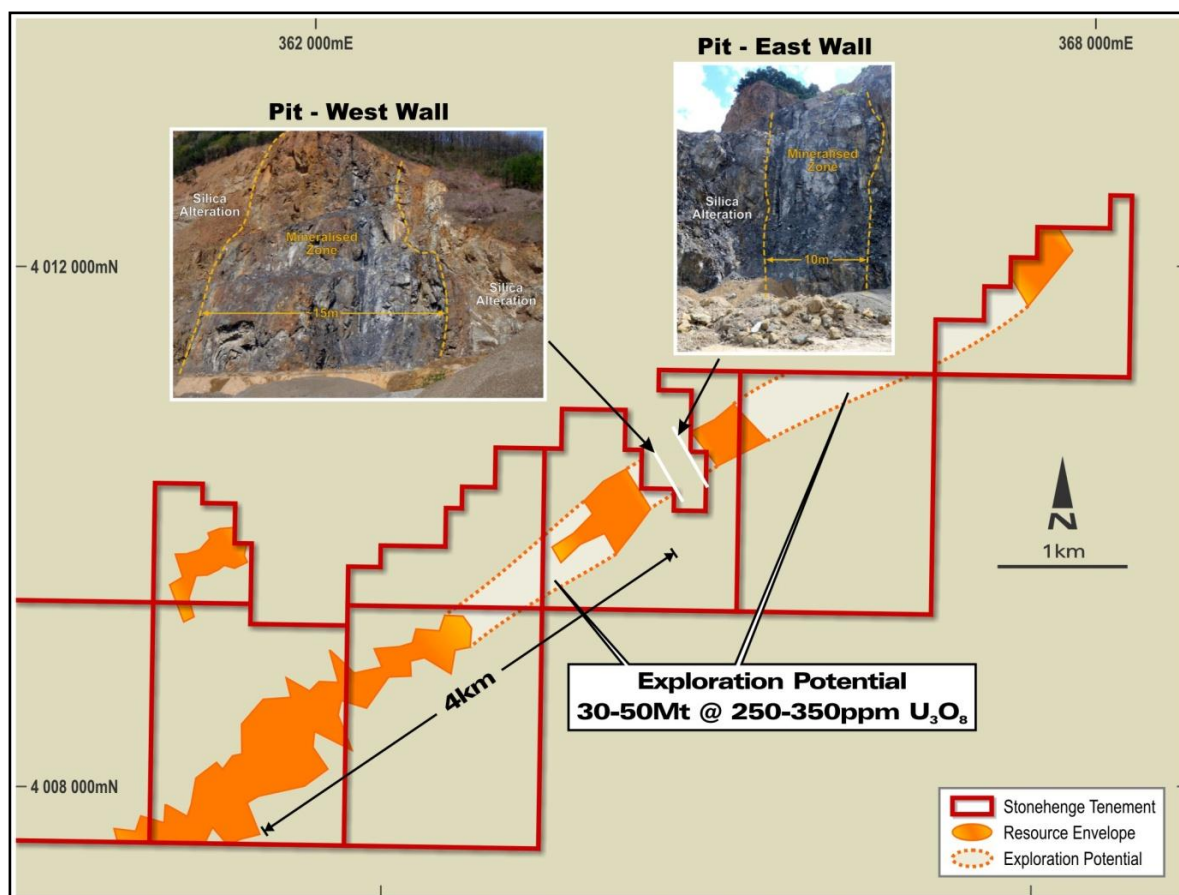 362 000mE
368 000mE
Pit - East Wall
Pit - West Wall
Mineralised
Zone
Silica
Alteration
10m
Silica
Alteration
Mineralised
Zone
Silica
Alteration
15m
4 012 000mN
N
1km
4km
Exploration Potential
30-50Mt @ 250-350ppm U₃O₈
4 008 000mN
Stonehenge Tenement
Resource Envelope
Exploration Potential